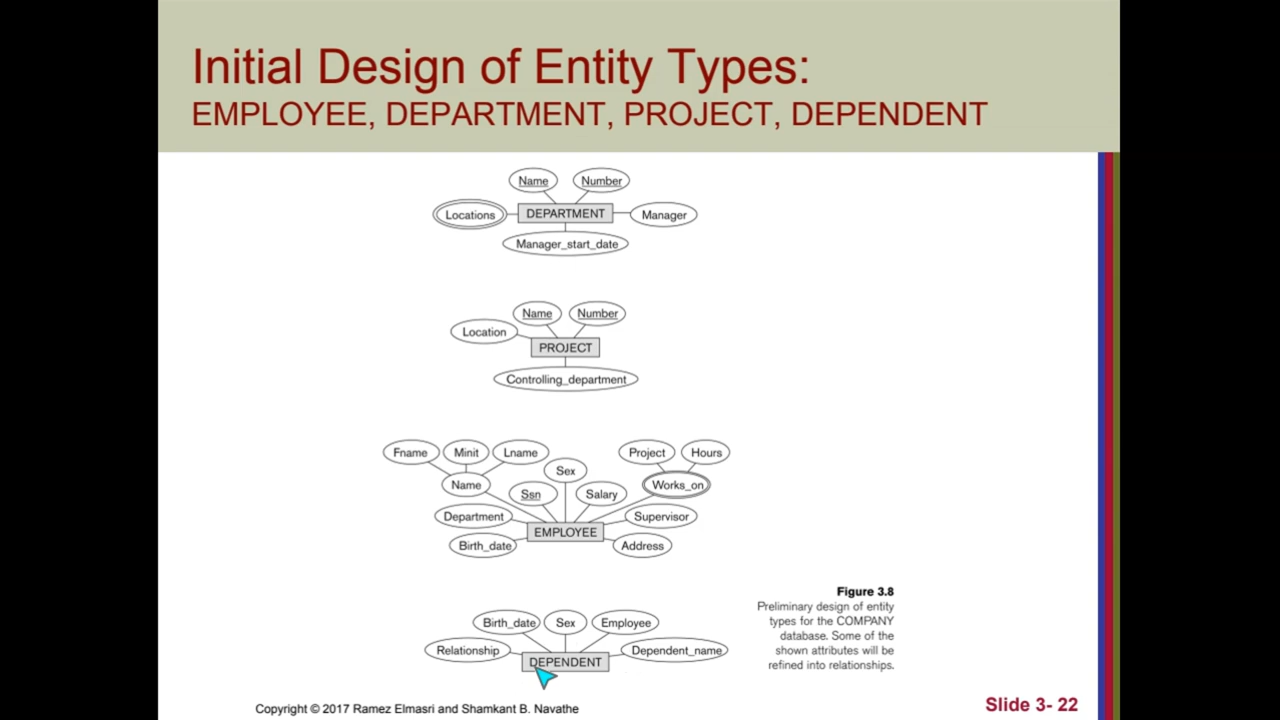 Initial Design of Entity Types:
EMPLOYEE, DEPARTMENT, PROJECT, DEPENDENT
Name Number
Locations DEPARTMENT Manager
Manager_start_date
Name Number
Location
PROJECT
Controlling_department
Fname Minit Lname Project Hours
Sex
Name Works_on
Ssn Salary
Department Supervisor
EMPLOYEE
Birth_date Address
Figure 3.8
Preliminary design of entity
types for the COMPANY
database. Some of the
shown attributes will be
refined into relationships.
Birth_date Sex Employee
Relationship Dependent_name
DEPENDENT
Copyright © 2017 Ramez Elmasri and Shamkant B. Navathe
Slide 3- 22